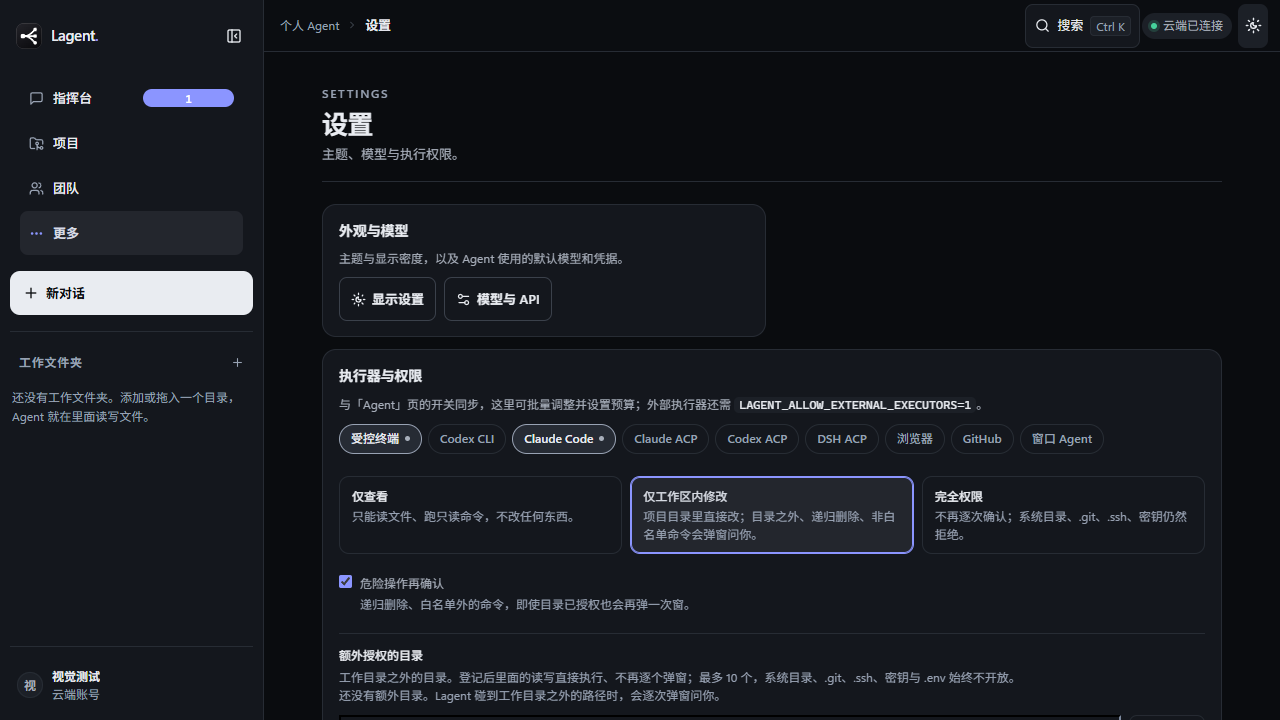 Lagent.
指挥台
1
项目
团队
更多
新对话
工作文件夹
还没有工作文件夹。添加或拖入一个目录，
Agent 就在里面读写文件。
视
视觉测试
云端账号
个人 Agent
设置
搜索
Ctrl K
云端已连接
SETTINGS
设置
主题、模型与执行权限。
外观与模型
主题与显示密度，以及 Agent 使用的默认模型和凭据。
显示设置
模型与 API
执行器与权限
与「Agent」页的开关同步，这里可批量调整并设置预算；外部执行器还需 LAGENT_ALLOW_EXTERNAL_EXECUTORS=1 。
受控终端
Codex CLI
Claude Code
Claude ACP
Codex ACP
DSH ACP
浏览器
GitHub
窗口 Agent
仅查看
只能读文件、跑只读命令，不改任何东西。
仅工作区内修改
项目目录里直接改；目录之外、递归删除、非白
名单命令会弹窗问你。
完全权限
不再逐次确认；系统目录、.git、.ssh、密钥仍然
拒绝。
危险操作再确认
递归删除、白名单外的命令，即使目录已授权也会再弹一次窗。
额外授权的目录
工作目录之外的目录。登记后里面的读写直接执行、不再逐个弹窗；最多 10 个，系统目录、.git、.ssh、密钥与 .env 始终不开放。
还没有额外目录。Lagent 碰到工作目录之外的路径时，会逐次弹窗问你。